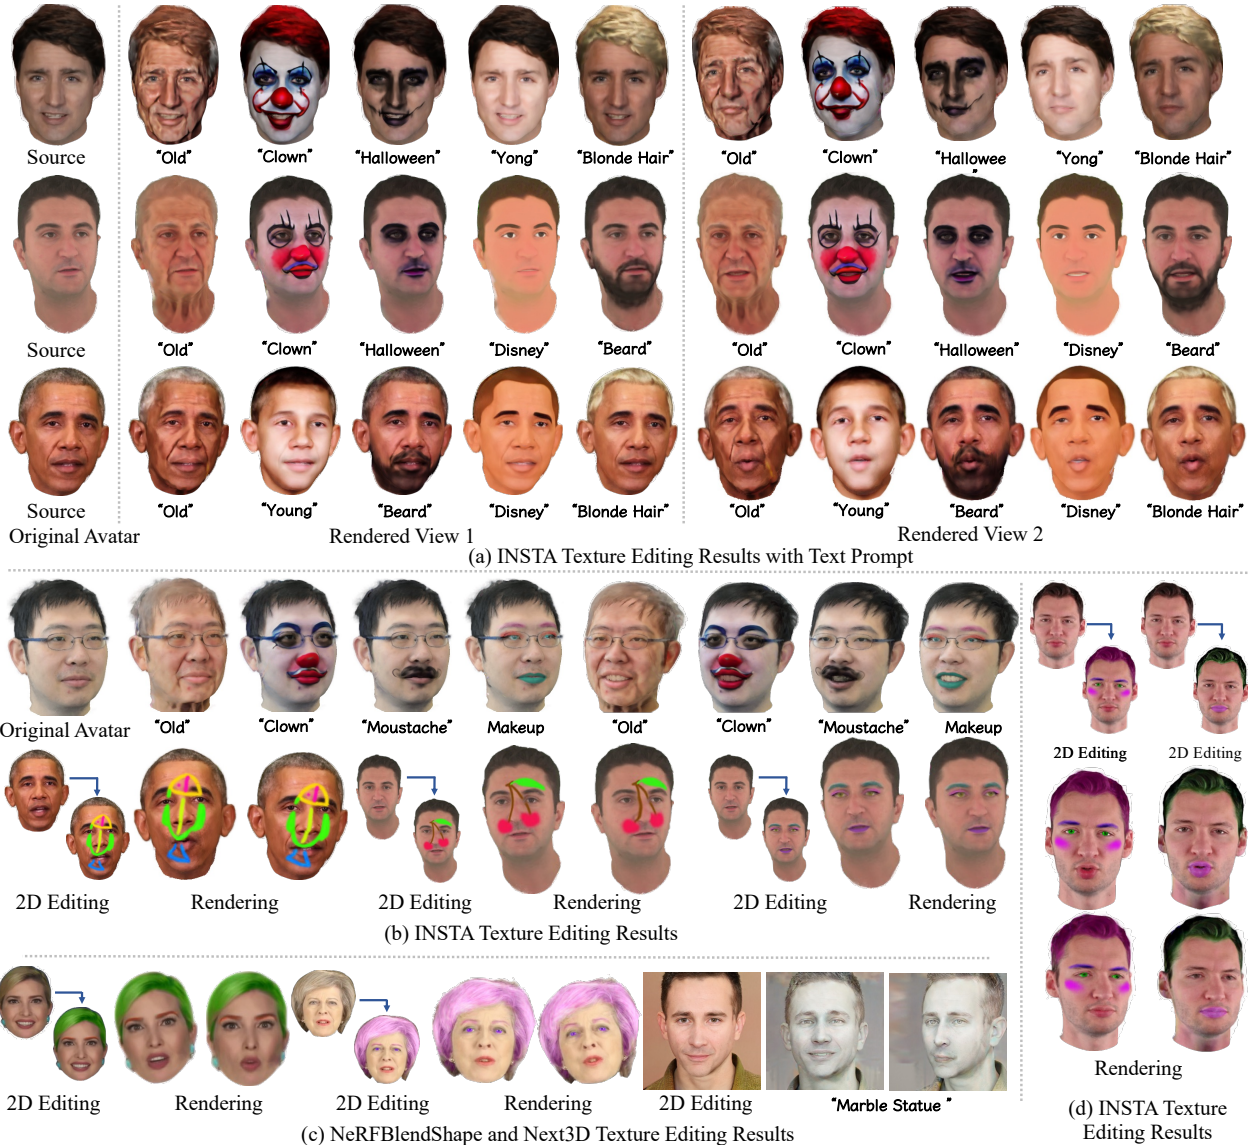 Source “Old” “Clown” “Halloween” “Yong” “Blonde Hair” “Old” “Clown” “Hallowee
”
“Yong” “Blonde Hair”
Source “Old” “Clown” “Halloween” “Disney” “Beard” “Old” “Clown” “Halloween” “Disney” “Beard”
Source “Old” “Young” “Beard” “Disney” “Blonde Hair” “Old” “Young” “Beard” “Disney” “Blonde Hair”
Original Avatar Rendered View 1 Rendered View 2
(a) INSTA Texture Editing Results with Text Prompt
Original Avatar “Old” “Clown” “Moustache” Makeup “Old” “Clown” “Moustache” Makeup
2D Editing Rendering 2D Editing Rendering 2D Editing Rendering
(b) INSTA Texture Editing Results
2D Editing Rendering 2D Editing Rendering 2D Editing “Marble Statue ”
(c) NeRFBlendShape and Next3D Texture Editing Results
2D Editing 2D Editing
Rendering
(d) INSTA Texture
Editing Results